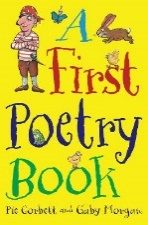 A
First
Poetry
Book
Pie Corbett and Gaby Morgan